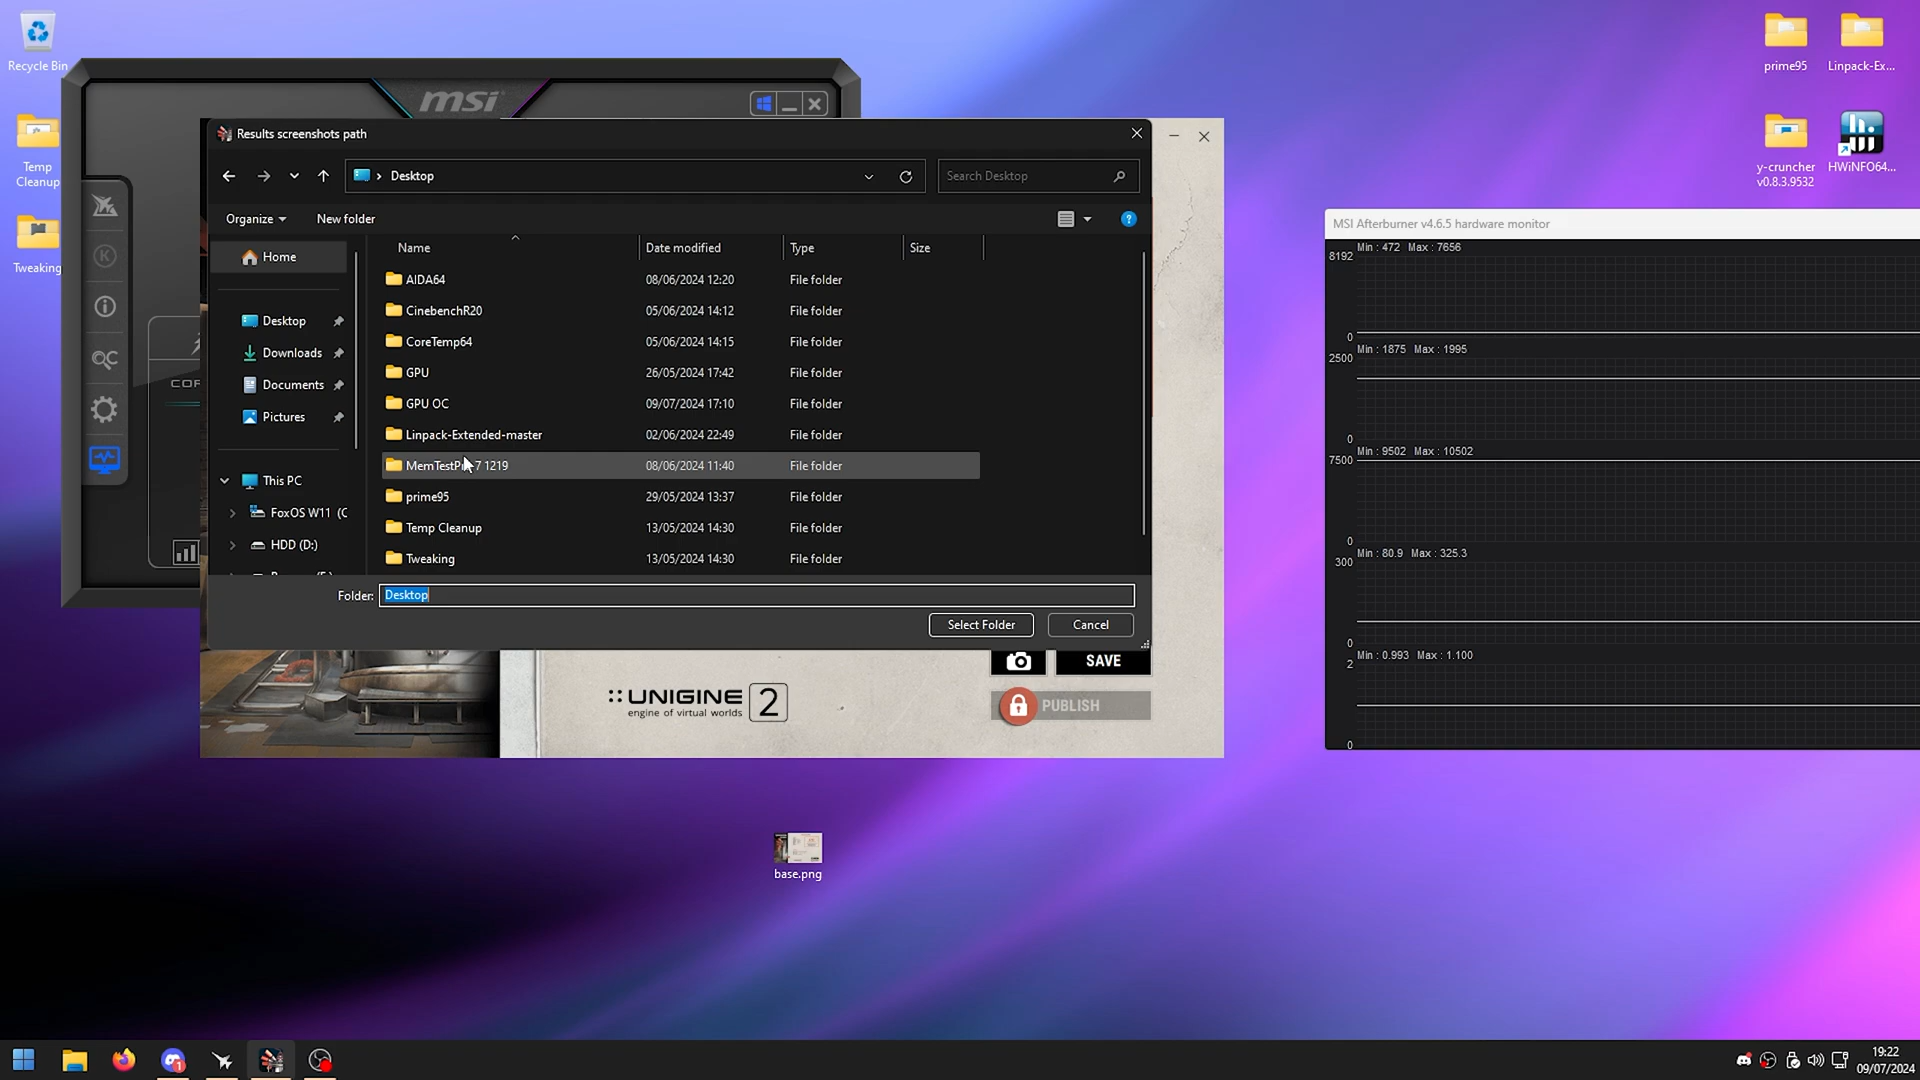 Recycle Bin
Temp
Cleanup
Tweaking
msi
COR
Results screenshots path
Desktop
Search Desktop
Organize
New folder
Name
Date modified
Type
Size
Home
Desktop
Downloads
Documents
Pictures
This PC
FoxOS W11 (C
HDD (D:)
AIDA64 08/06/2024 12:20 File folder
CinebenchR20 05/06/2024 14:12 File folder
CoreTemp64 05/06/2024 14:15 File folder
GPU 26/05/2024 17:42 File folder
GPU OC 09/07/2024 17:10 File folder
Linpack-Extended-master 02/06/2024 22:49 File folder
7 1219 08/06/2024 11:40 File folder
prime95 29/05/2024 13:37 File folder
Temp Cleanup 13/05/2024 14:30 File folder
Tweaking 13/05/2024 14:30 File folder
Folder: Desktop
Select Folder
Cancel
SAVE
PUBLISH
UNIGINE 2
engine of virtual worlds
base.png
prime95
Linpack-Ex...
y-cruncher
v0.8.3.9532
HWiNFO64...
MSI Afterburner v4.6.5 hardware monitor
Min : 472 Max : 7656
8192
0
Min : 1875 Max : 1995
2500
0
Min : 9502 Max : 10502
7500
0
Min : 80.9 Max : 325.3
300
0
Min : 0.993 Max : 1.100
2
0
1
19:22
09/07/2024